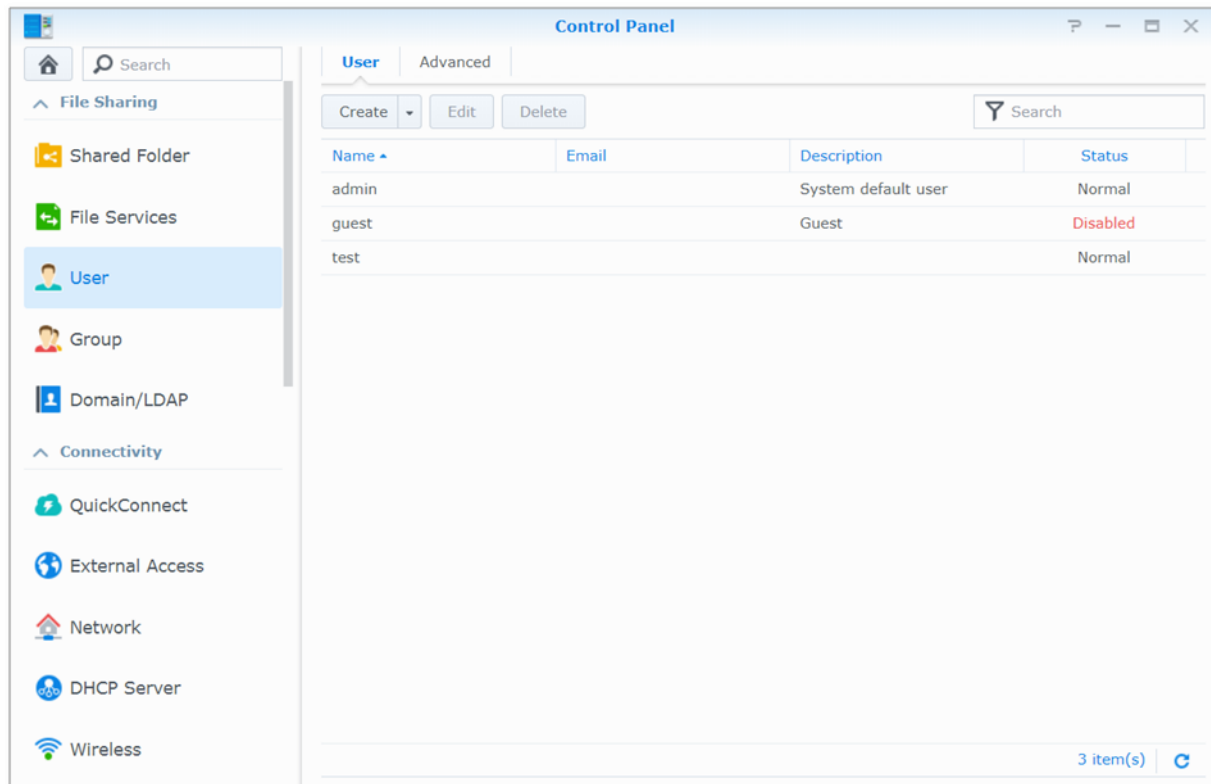 Control Panel
Search
File Sharing
Shared Folder
File Services
User
Group
Domain/LDAP
Connectivity
QuickConnect
External Access
Network
DHCP Server
Wireless
User Advanced
Create Edit Delete Search
Name Email Description Status
admin System default user Normal
guest Guest Disabled
test Normal
3 item(s)